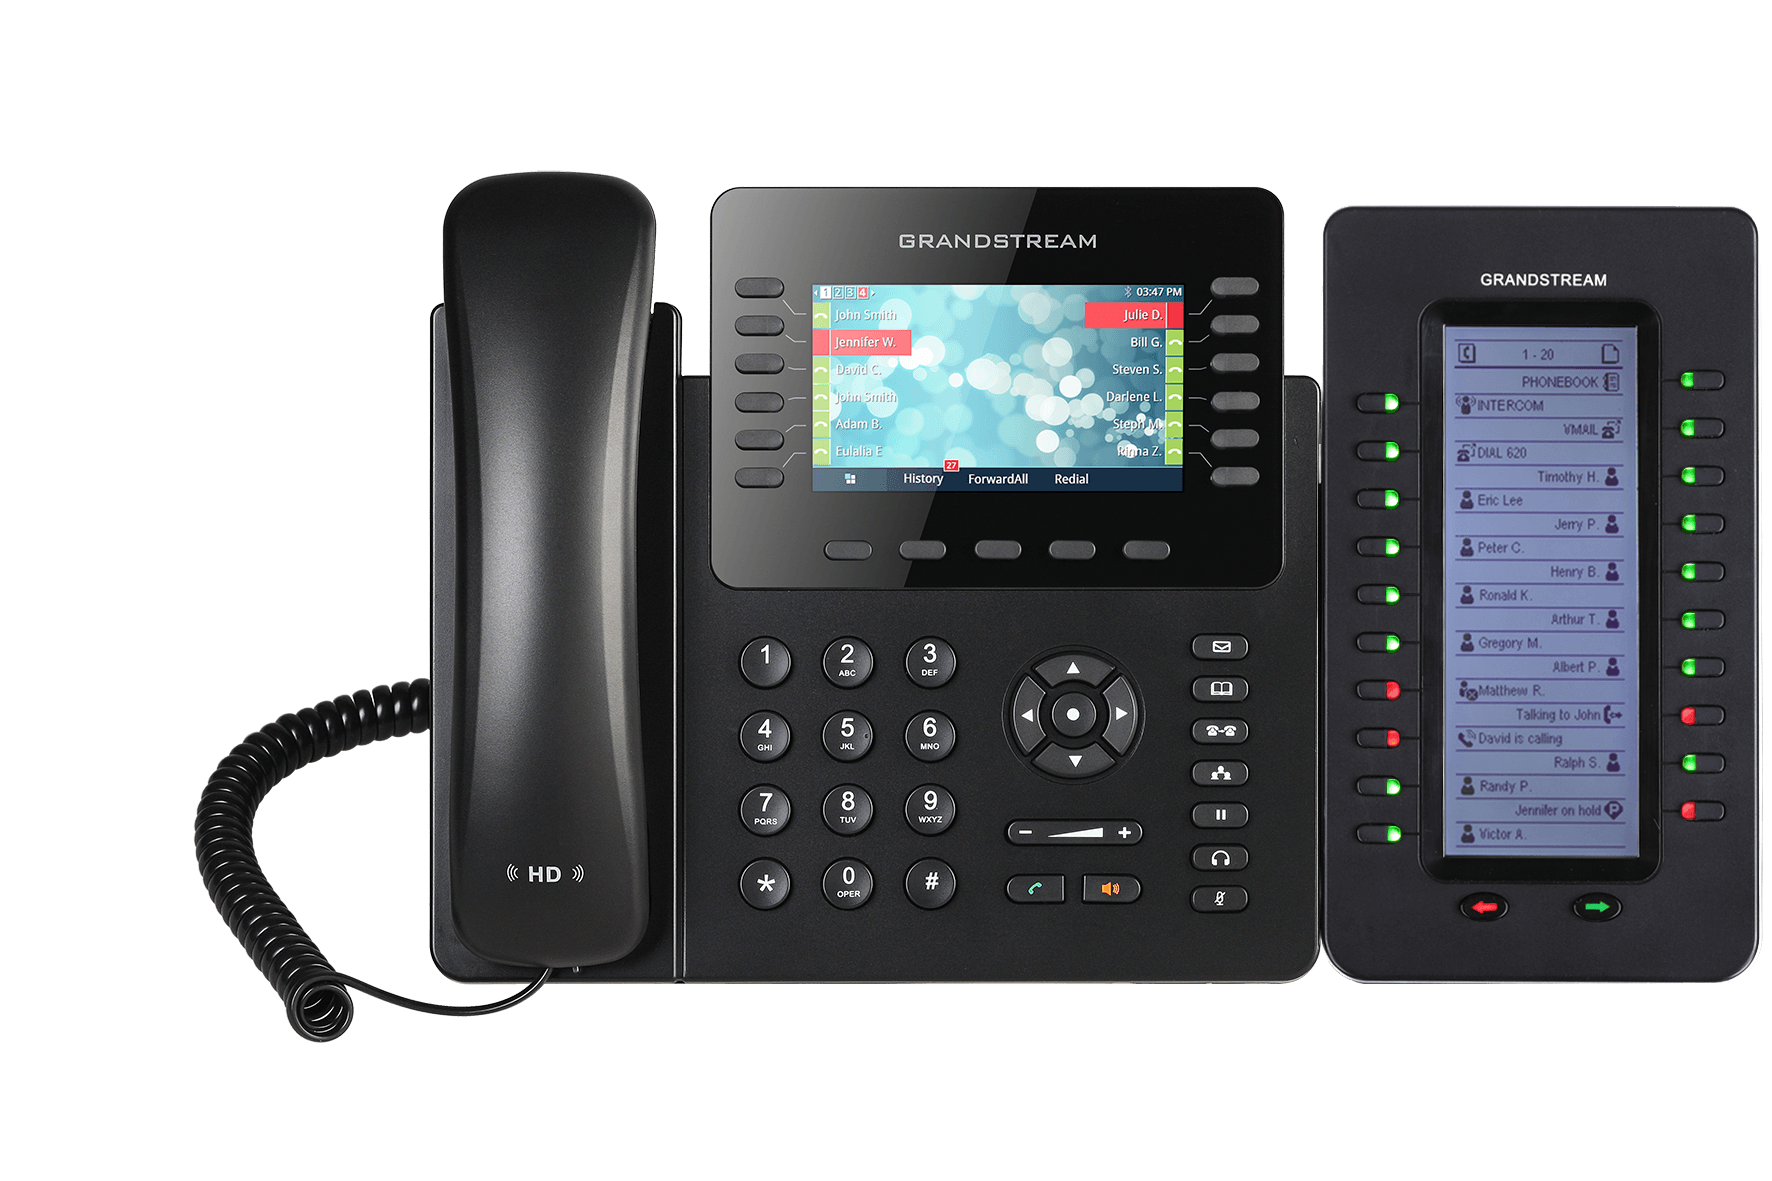 GRANDSTREAM
1 2 3 4
03:47 PM
John Smith
Julie D.
Jennifer W.
Bill G.
David C.
Steven S.
John Smith
Darlene L.
Adam B.
Steph M.
Eulalia E
Rinna Z.
27
History ForwardAll Redial
1
2 ABC
3 DEF
4 GHI
5 JKL
6 MNO
7 PQRS
8 TUV
9 WXYZ
*
0 OPER
#
- +
HD
GRANDSTREAM
1 - 20
PHONEBOOK
INTERCOM
VMAIL
DIAL 620
Timothy H.
Eric Lee
Jerry P.
Peter C.
Henry B.
Ronald K.
Arthur T.
Gregory M.
Albert P.
Matthew R.
Talking to John
David is calling
Ralph S.
Randy P.
Jennifer on hold
P
Victor A.